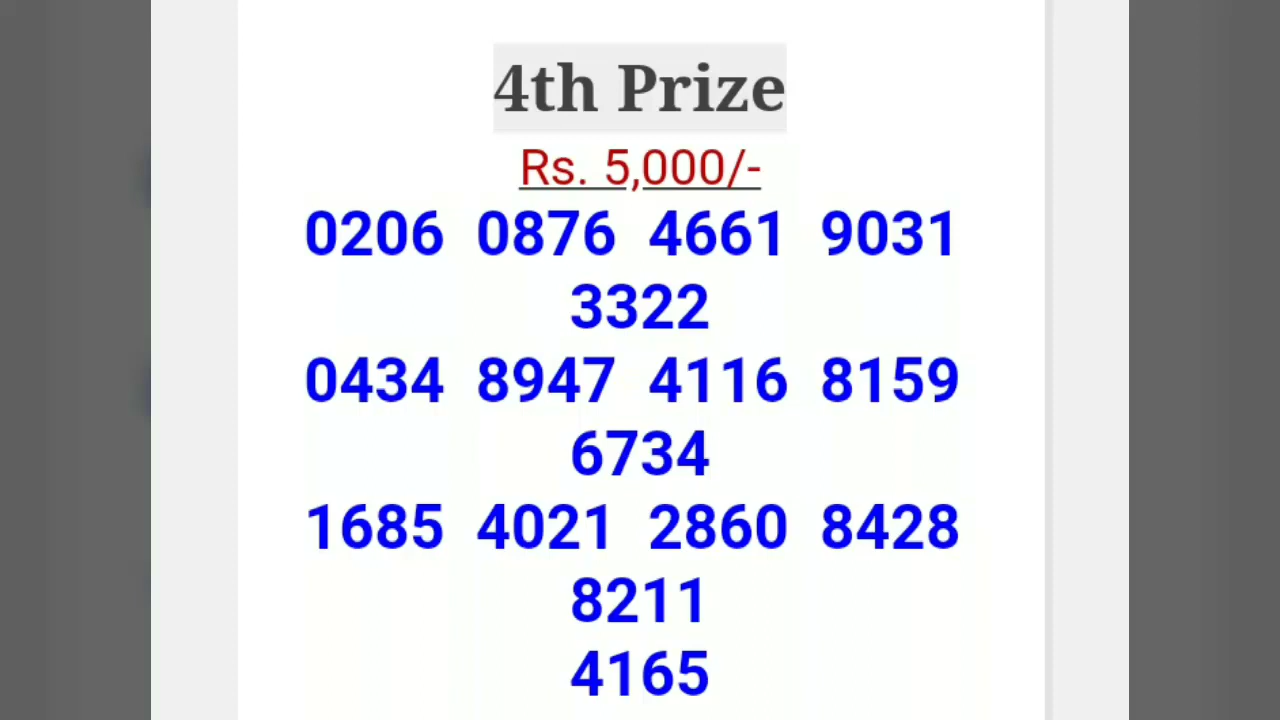 4th Prize
Rs. 5,000/-
0206 0876 4661 9031
3322
0434 8947 4116 8159
6734
1685 4021 2860 8428
8211
4165